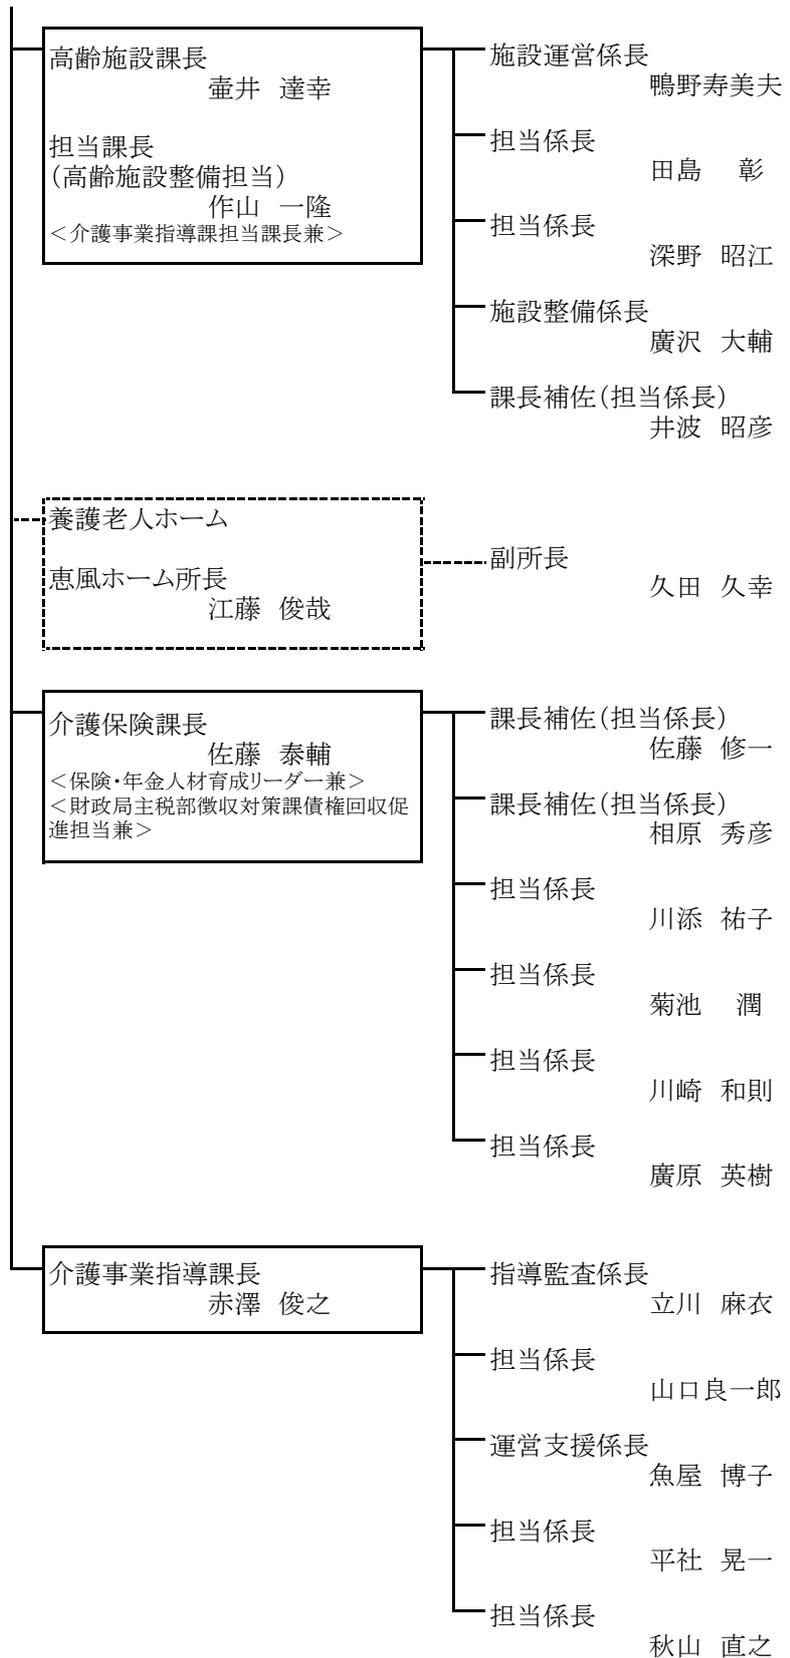 高齢施設課長
壷井 達幸
担当課長
(高齢施設整備担当)
作山 一隆
<介護事業指導課担当課長兼>
施設運営係長
鴨野寿美夫
担当係長
田島 彰
担当係長
深野 昭江
施設整備係長
廣沢 大輔
課長補佐(担当係長)
井波 昭彦
養護老人ホーム
恵風ホーム所長
江藤 俊哉
副所長
久田 久幸
介護保険課長
佐藤 泰輔
<保険・年金人材育成リーダー兼>
<財政局主税部徴収対策課債権回収促
進担当兼>
課長補佐(担当係長)
佐藤 修一
課長補佐(担当係長)
相原 秀彦
担当係長
川添 祐子
担当係長
菊池 潤
担当係長
川崎 和則
担当係長
廣原 英樹
介護事業指導課長
赤澤 俊之
指導監査係長
立川 麻衣
担当係長
山口良一郎
運営支援係長
魚屋 博子
担当係長
平社 晃一
担当係長
秋山 直之